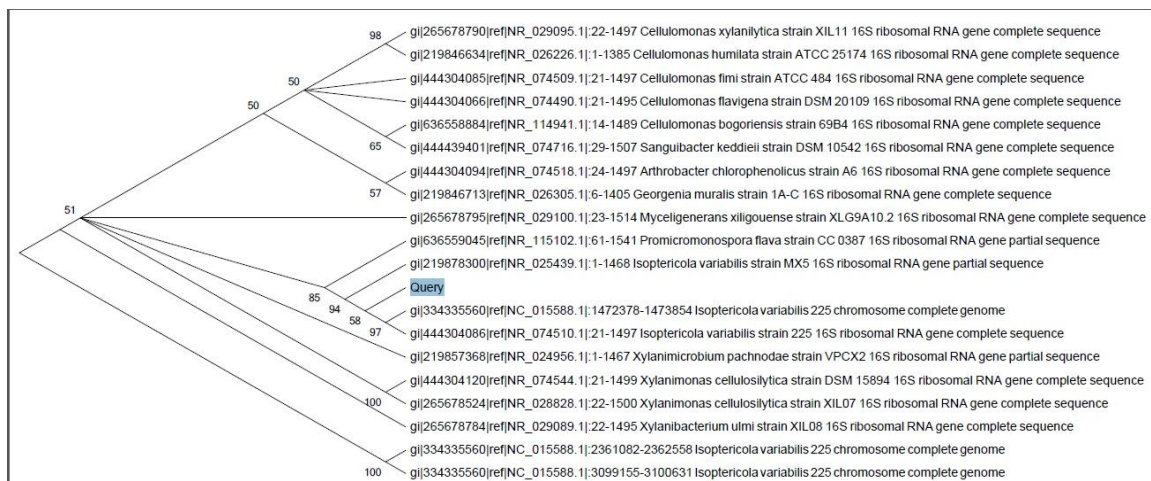 98
gi|265678790|ref|NR_029095.1|:22-1497 Cellulomonas xylanilytica strain XIL11 16S ribosomal RNA gene complete sequence
gi|219846634|ref|NR_026226.1|:1-1385 Cellulomonas humilata strain ATCC 25174 16S ribosomal RNA gene complete sequence
50
gi|444304085|ref|NR_074509.1|:21-1497 Cellulomonas fimi strain ATCC 484 16S ribosomal RNA gene complete sequence
50
gi|444304066|ref|NR_074490.1|:21-1495 Cellulomonas flavigena strain DSM 20109 16S ribosomal RNA gene complete sequence
gi|636558884|ref|NR_114941.1|:14-1489 Cellulomonas bogoriensis strain 69B4 16S ribosomal RNA gene complete sequence
65
gi|444439401|ref|NR_074716.1|:29-1507 Sanguibacter keddieii strain DSM 10542 16S ribosomal RNA gene complete sequence
gi|444304094|ref|NR_074518.1|:24-1497 Arthrobacter chlorophenolicus strain A6 16S ribosomal RNA gene complete sequence
57
gi|219846713|ref|NR_026305.1|:6-1405 Georgenia muralis strain 1A-C 16S ribosomal RNA gene complete sequence
51
gi|265678795|ref|NR_029100.1|:23-1514 Myceligenerans xiligouense strain XLG9A10.2 16S ribosomal RNA gene complete sequence
gi|636559045|ref|NR_115102.1|:61-1541 Promicromonospora flava strain CC 0387 16S ribosomal RNA gene partial sequence
gi|219878300|ref|NR_025439.1|:1-1468 Isoptericola variabilis strain MX5 16S ribosomal RNA gene partial sequence
Query
85
94
gi|334335560|ref|NC_015588.1|:1472378-1473854 Isoptericola variabilis 225 chromosome complete genome
58
97
gi|444304086|ref|NR_074510.1|:21-1497 Isoptericola variabilis strain 225 16S ribosomal RNA gene complete sequence
gi|219857368|ref|NR_024956.1|:1-1467 Xylanimicrobium pachnodae strain VPCX2 16S ribosomal RNA gene partial sequence
gi|444304120|ref|NR_074544.1|:21-1499 Xylanimonas cellulosilytica strain DSM 15894 16S ribosomal RNA gene complete sequence
100
gi|265678524|ref|NR_028828.1|:22-1500 Xylanimonas cellulosilytica strain XIL07 16S ribosomal RNA gene complete sequence
gi|265678784|ref|NR_029089.1|:22-1495 Xylanibacterium ulmi strain XIL08 16S ribosomal RNA gene complete sequence
gi|334335560|ref|NC_015588.1|:2361082-2362558 Isoptericola variabilis 225 chromosome complete genome
100
gi|334335560|ref|NC_015588.1|:3099155-3100631 Isoptericola variabilis 225 chromosome complete genome